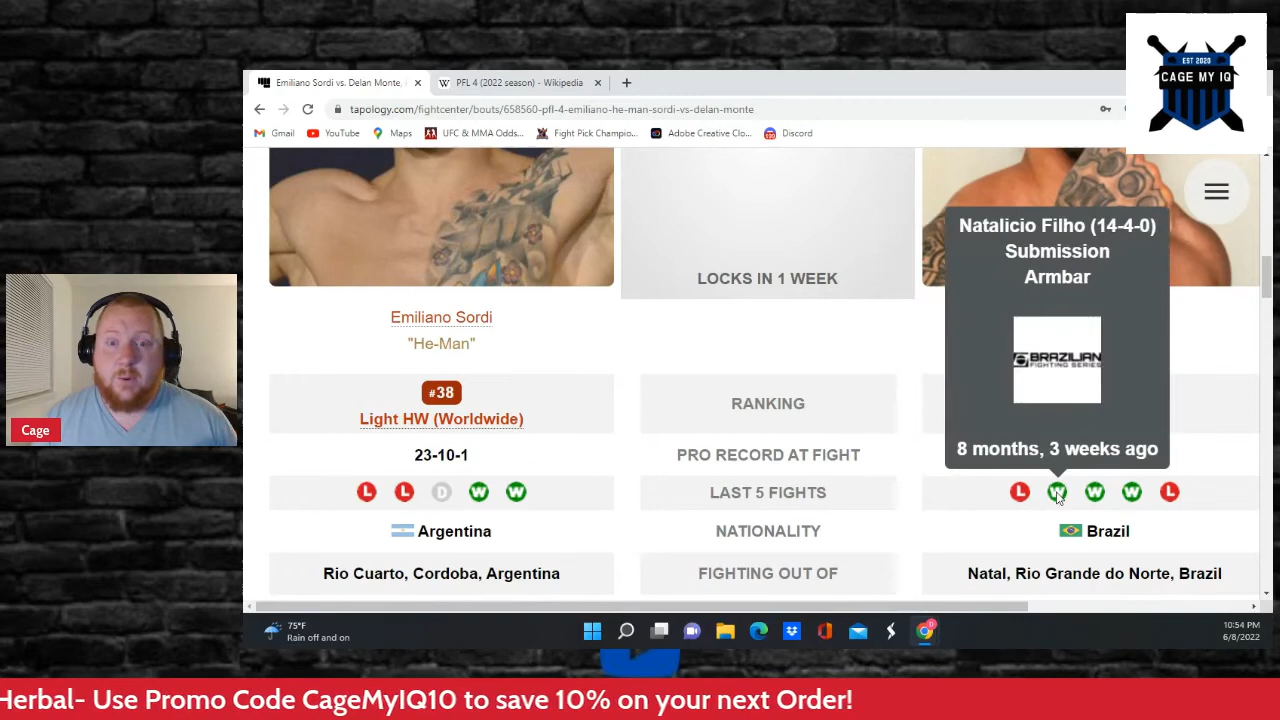 Emiliano Sordi vs. Delan Monte,
PFL 4 (2022 season) - Wikipedia
tapology.com/fightcenter/bouts/658560-pfl-4-emiliano-he-man-sordi-vs-delan-monte
Gmail
YouTube
Maps
UFC & MMA Odds...
Fight Pick Champio...
Adobe Creative Clo...
Discord
EST 2020
CAGE MY IQ
Natalicio Filho (14-4-0)
Submission
Armbar
BRAZILIAN
FIGHTING SERIES
8 months, 3 weeks ago
LOCKS IN 1 WEEK
Emiliano Sordi
"He-Man"
#38
Light HW (Worldwide)
RANKING
23-10-1
PRO RECORD AT FIGHT
L L D W W
LAST 5 FIGHTS
L W W W L
Argentina
NATIONALITY
Brazil
Rio Cuarto, Cordoba, Argentina
FIGHTING OUT OF
Natal, Rio Grande do Norte, Brazil
Cage
75°F
Rain off and on
10:54 PM
6/8/2022
Herbal- Use Promo Code CageMyIQ10 to save 10% on your next Order!